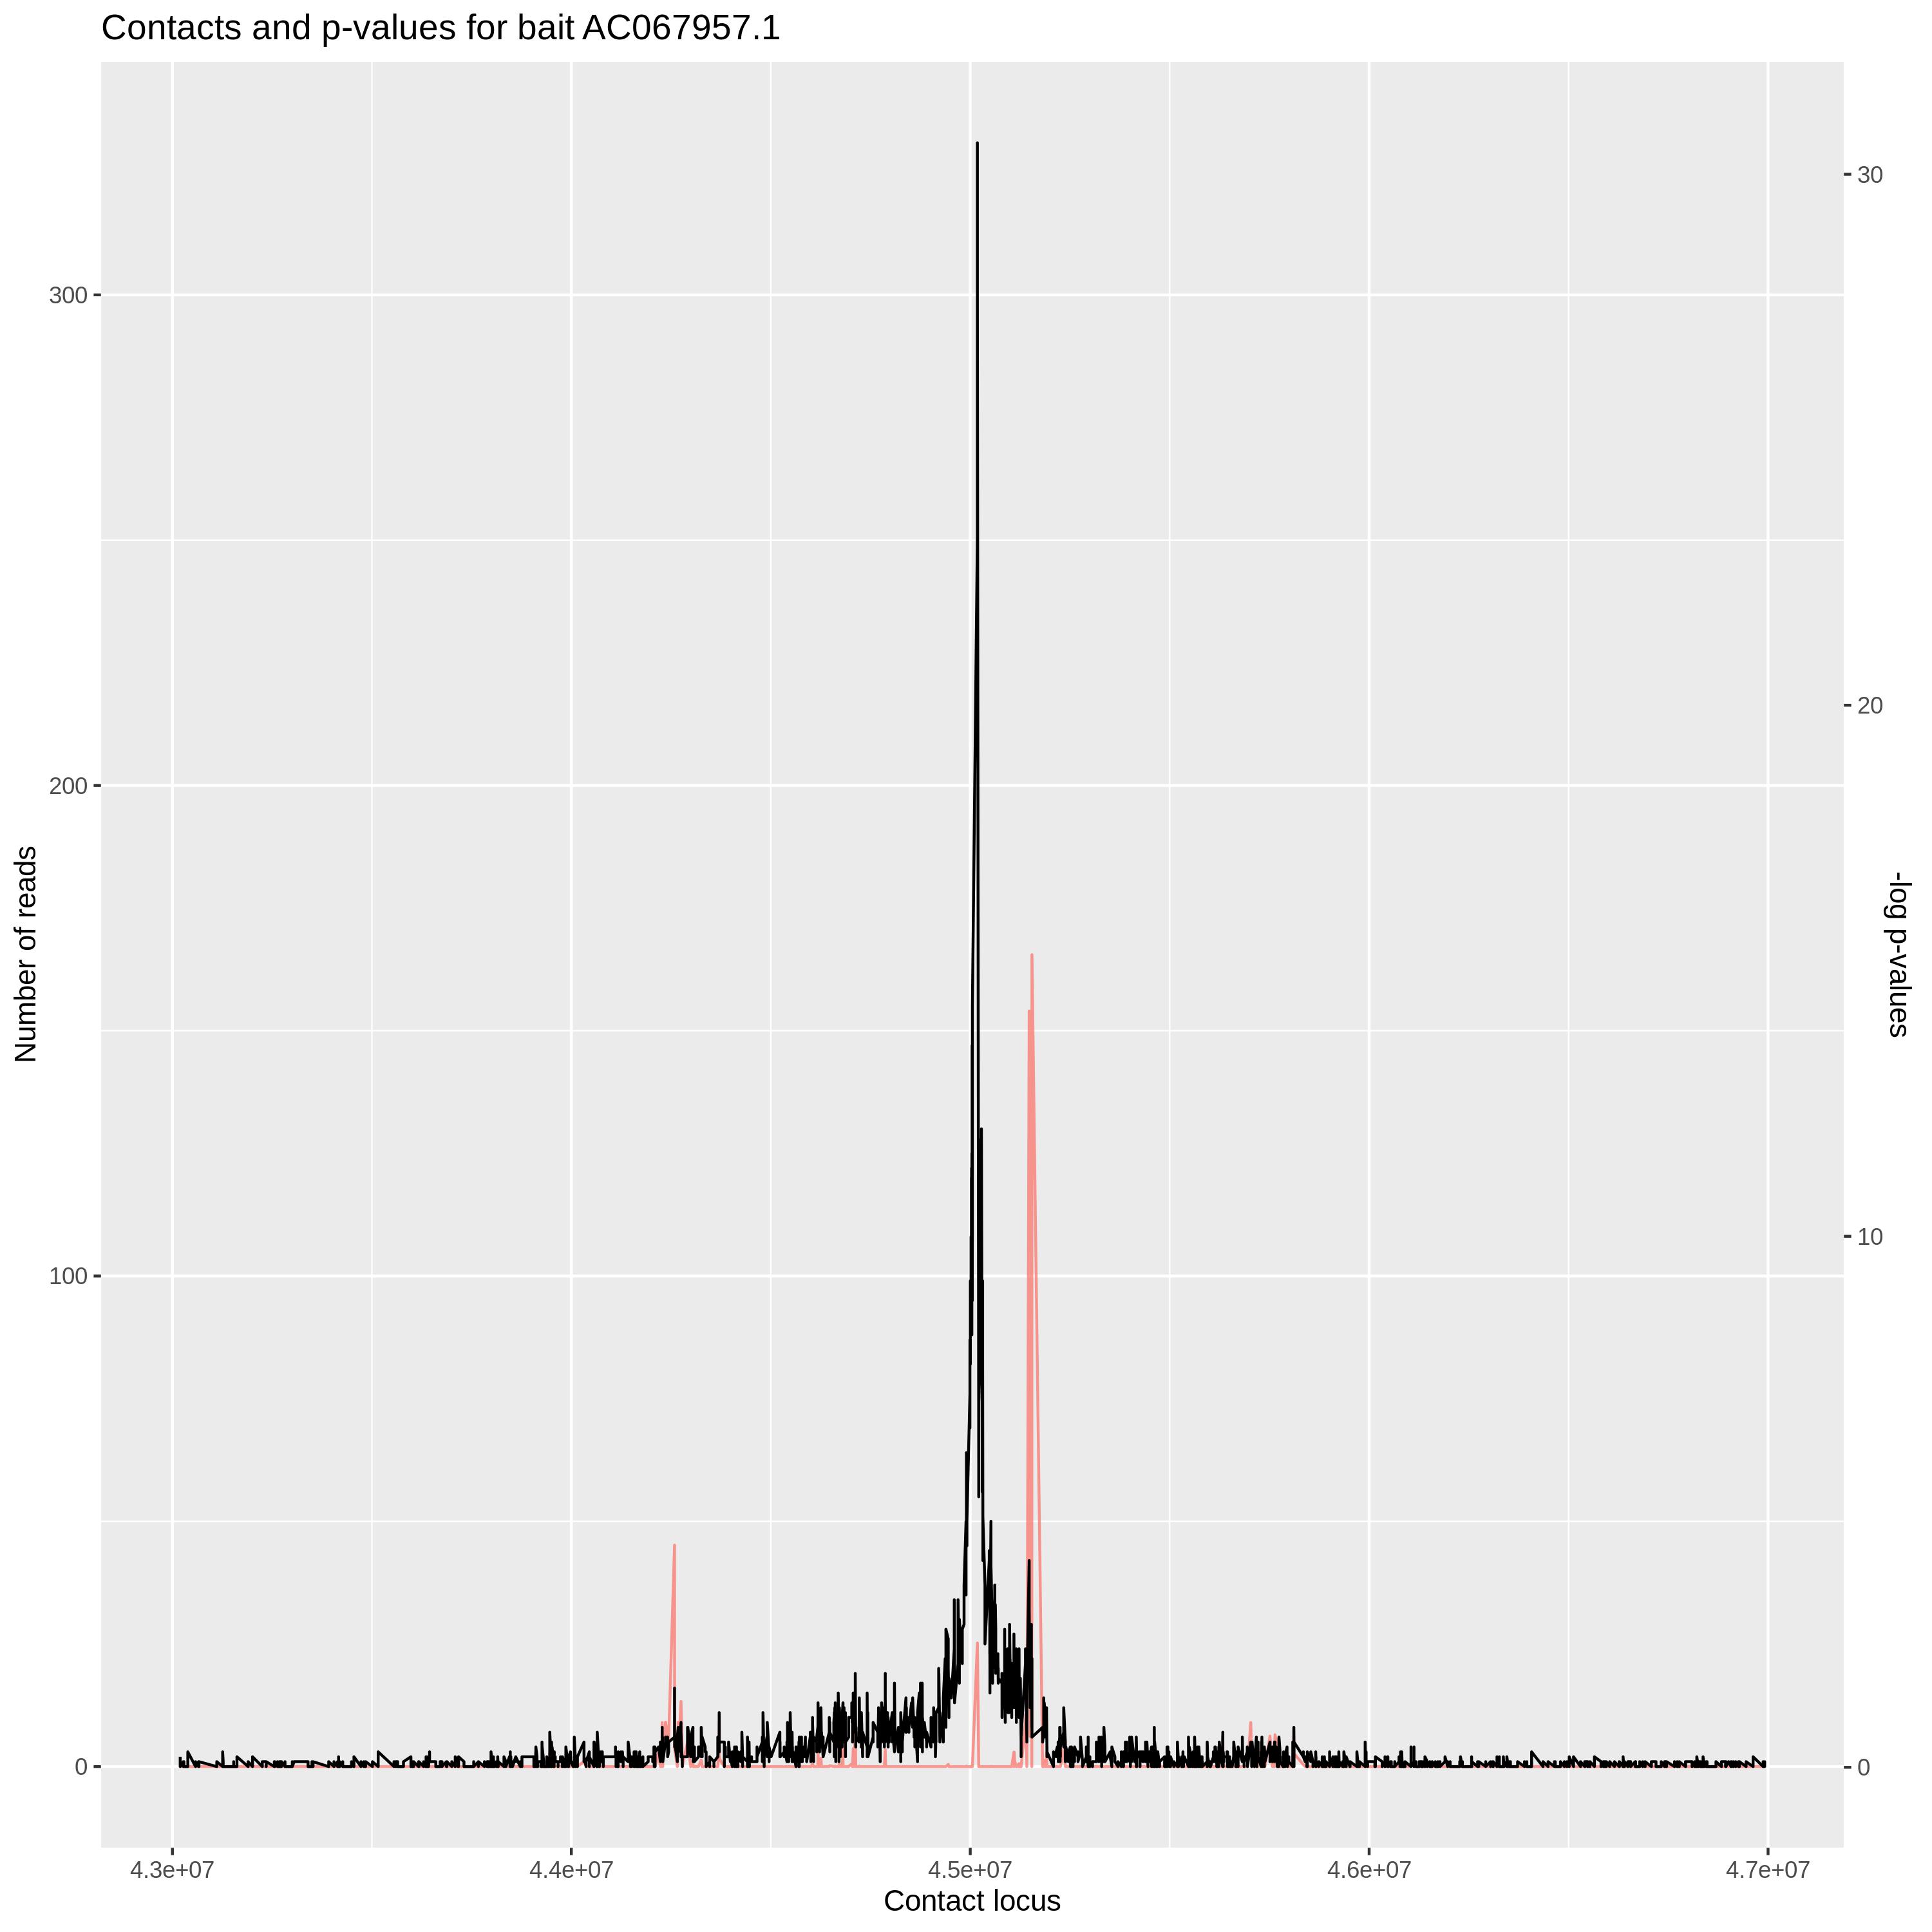 Contacts and p-values for bait AC067957.1
300
200
100
0
30
20
10
0
Number of reads
-log p-values
4.3e+07
4.4e+07
4.5e+07
4.6e+07
4.7e+07
Contact locus